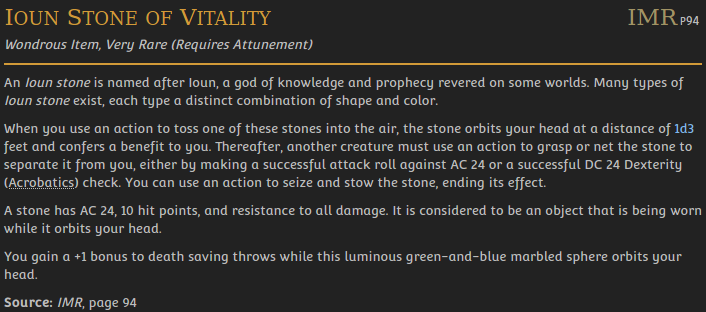 Ioun Stone of Vitality IMR P94
Wondrous Item, Very Rare (Requires Attunement)
An Ioun stone is named after Ioun, a god of knowledge and prophecy revered on some worlds. Many types of
Ioun stone exist, each type a distinct combination of shape and color.
When you use an action to toss one of these stones into the air, the stone orbits your head at a distance of 1d3
feet and confers a benefit to you. Thereafter, another creature must use an action to grasp or net the stone to
separate it from you, either by making a successful attack roll against AC 24 or a successful DC 24 Dexterity
(Acrobatics) check. You can use an action to seize and stow the stone, ending its effect.
A stone has AC 24, 10 hit points, and resistance to all damage. It is considered to be an object that is being worn
while it orbits your head.
You gain a +1 bonus to death saving throws while this luminous green-and-blue marbled sphere orbits your
head.
Source: IMR, page 94